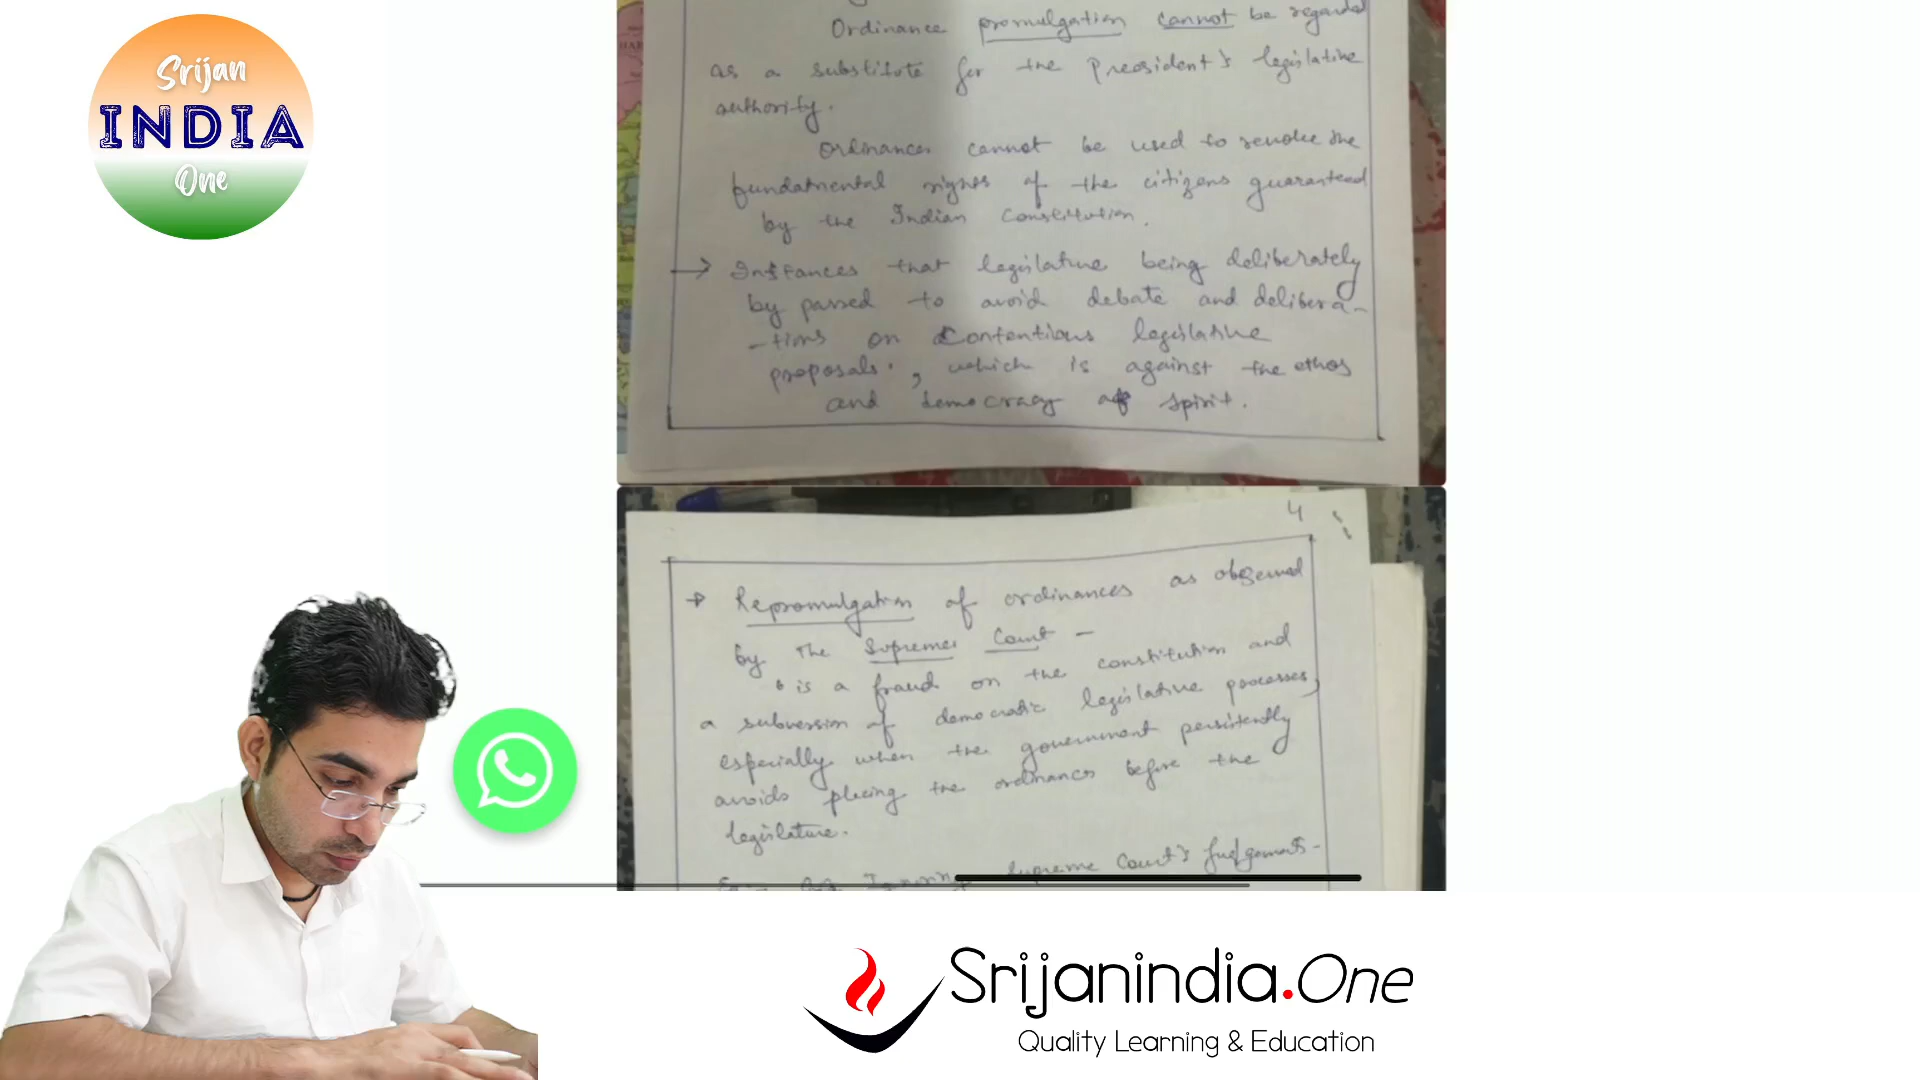 Srijan
INDIA
One
Ordinance promulgation cannot be regarded
as a substitute for the Preasident's legislative
authority.
Ordinances cannot be used to revoke the
fundamental rights of the citizens guaranteed
by the Indian Constitution.
→ Instances that legislature being deliberately
by passed to avoid debate and delibera-
-tions on Contentious legislative
proposals, which is against the ethos
and democracy spirit.
4
→ Repromulgation of ordinances as observed
by the Supreme Court -
is a fraud on the constitution and
a subversion of democratic legislative processes,
especially when the government persistently
avoids placing the ordinances before the
legislature.
Ignoring Supreme Court's Judgements -
Srijanindia.One
Quality Learning & Education